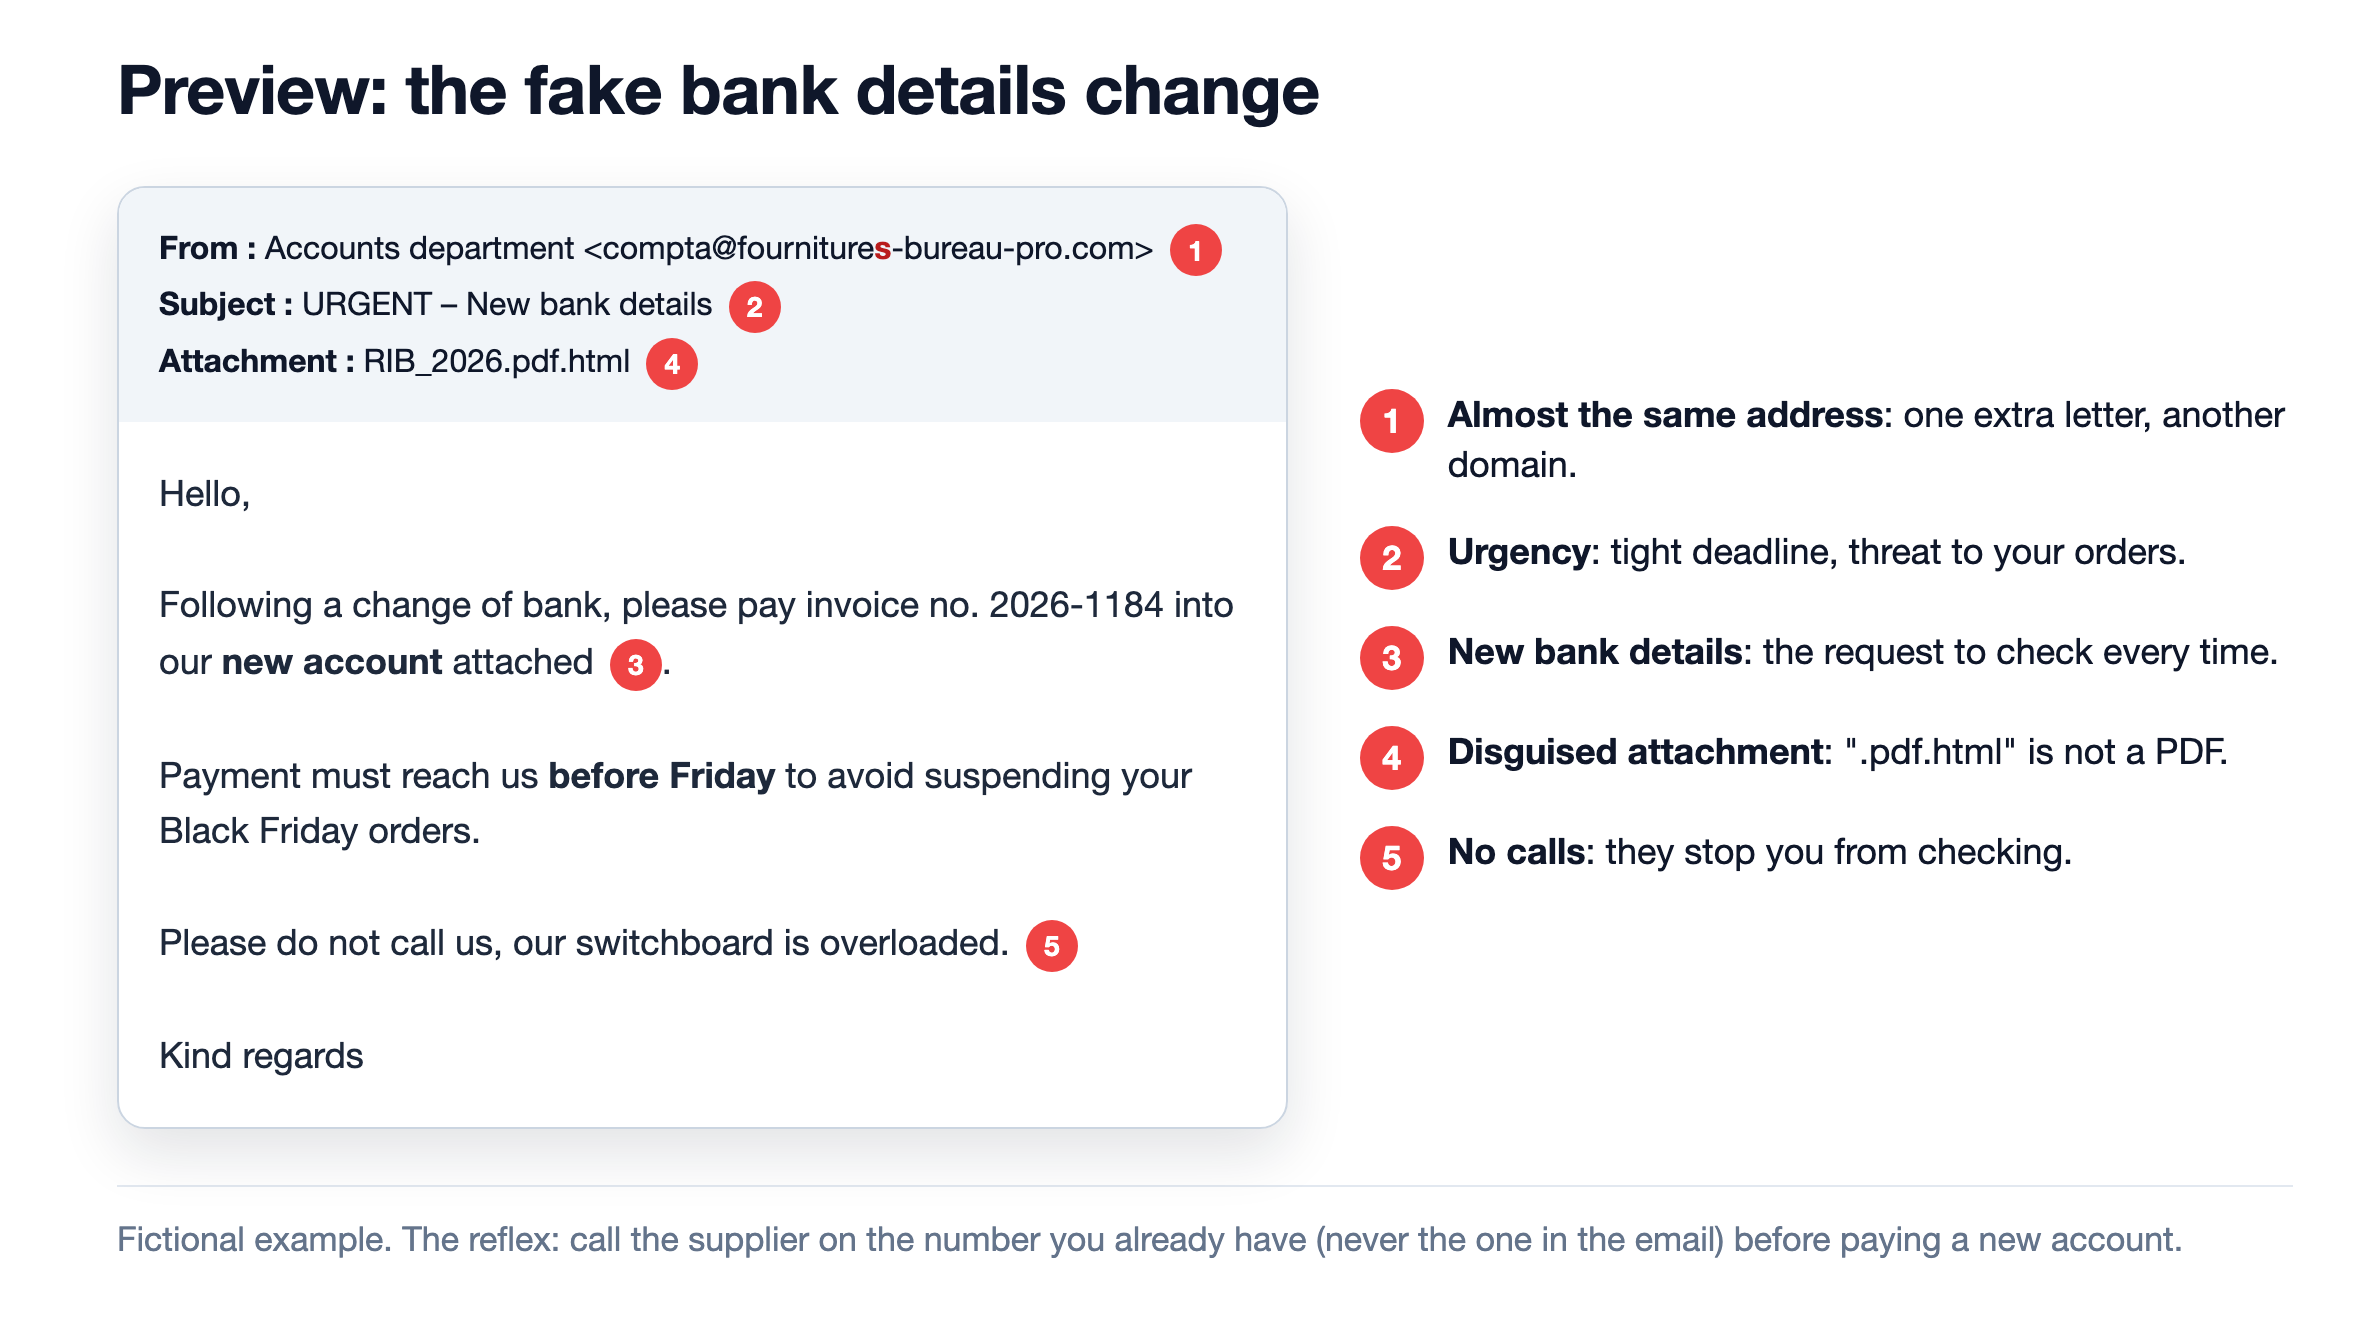 Preview: the fake bank details change
From : Accounts department <compta@fournitures-bureau-pro.com> 1
Subject : URGENT – New bank details 2
Attachment : RIB_2026.pdf.html 4
Hello,
Following a change of bank, please pay invoice no. 2026-1184 into
our new account attached 3.
Payment must reach us before Friday to avoid suspending your
Black Friday orders.
Please do not call us, our switchboard is overloaded. 5
Kind regards
1 Almost the same address: one extra letter, another
domain.
2 Urgency: tight deadline, threat to your orders.
3 New bank details: the request to check every time.
4 Disguised attachment: ".pdf.html" is not a PDF.
5 No calls: they stop you from checking.
Fictional example. The reflex: call the supplier on the number you already have (never the one in the email) before paying a new account.